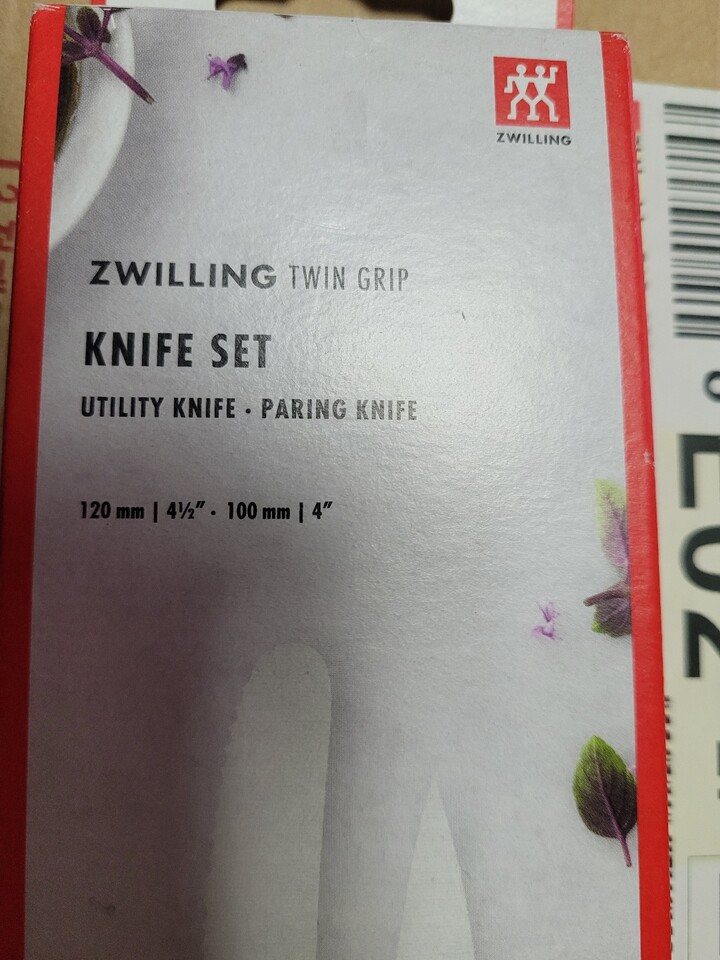 ZWILLING
ZWILLING TWIN GRIP
KNIFE SET
UTILITY KNIFE · PARING KNIFE
120 mm | 4½" · 100 mm | 4"